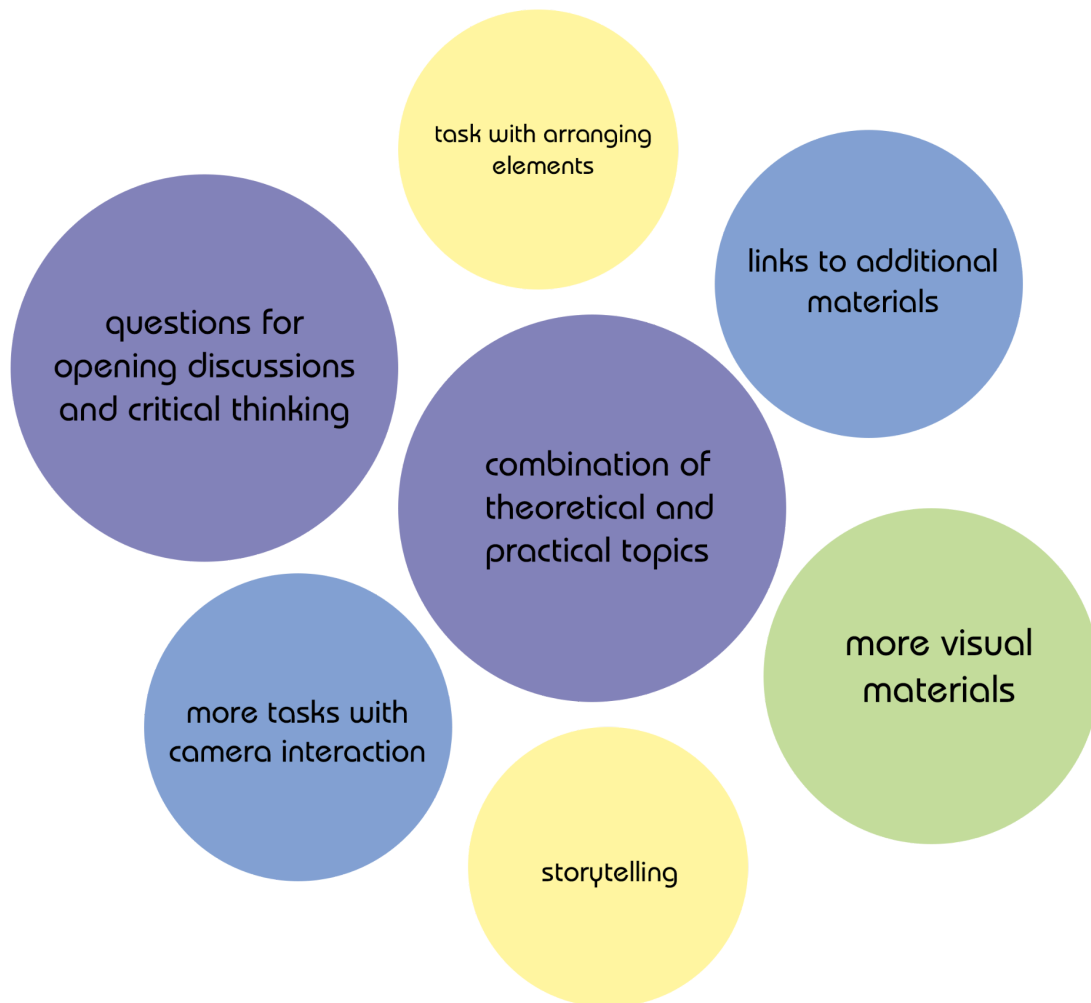 task with arranging
elements
links to additional
materials
questions for
opening discussions
and critical thinking
combination of
theoretical and
practical topics
more visual
materials
more tasks with
camera interaction
storytelling